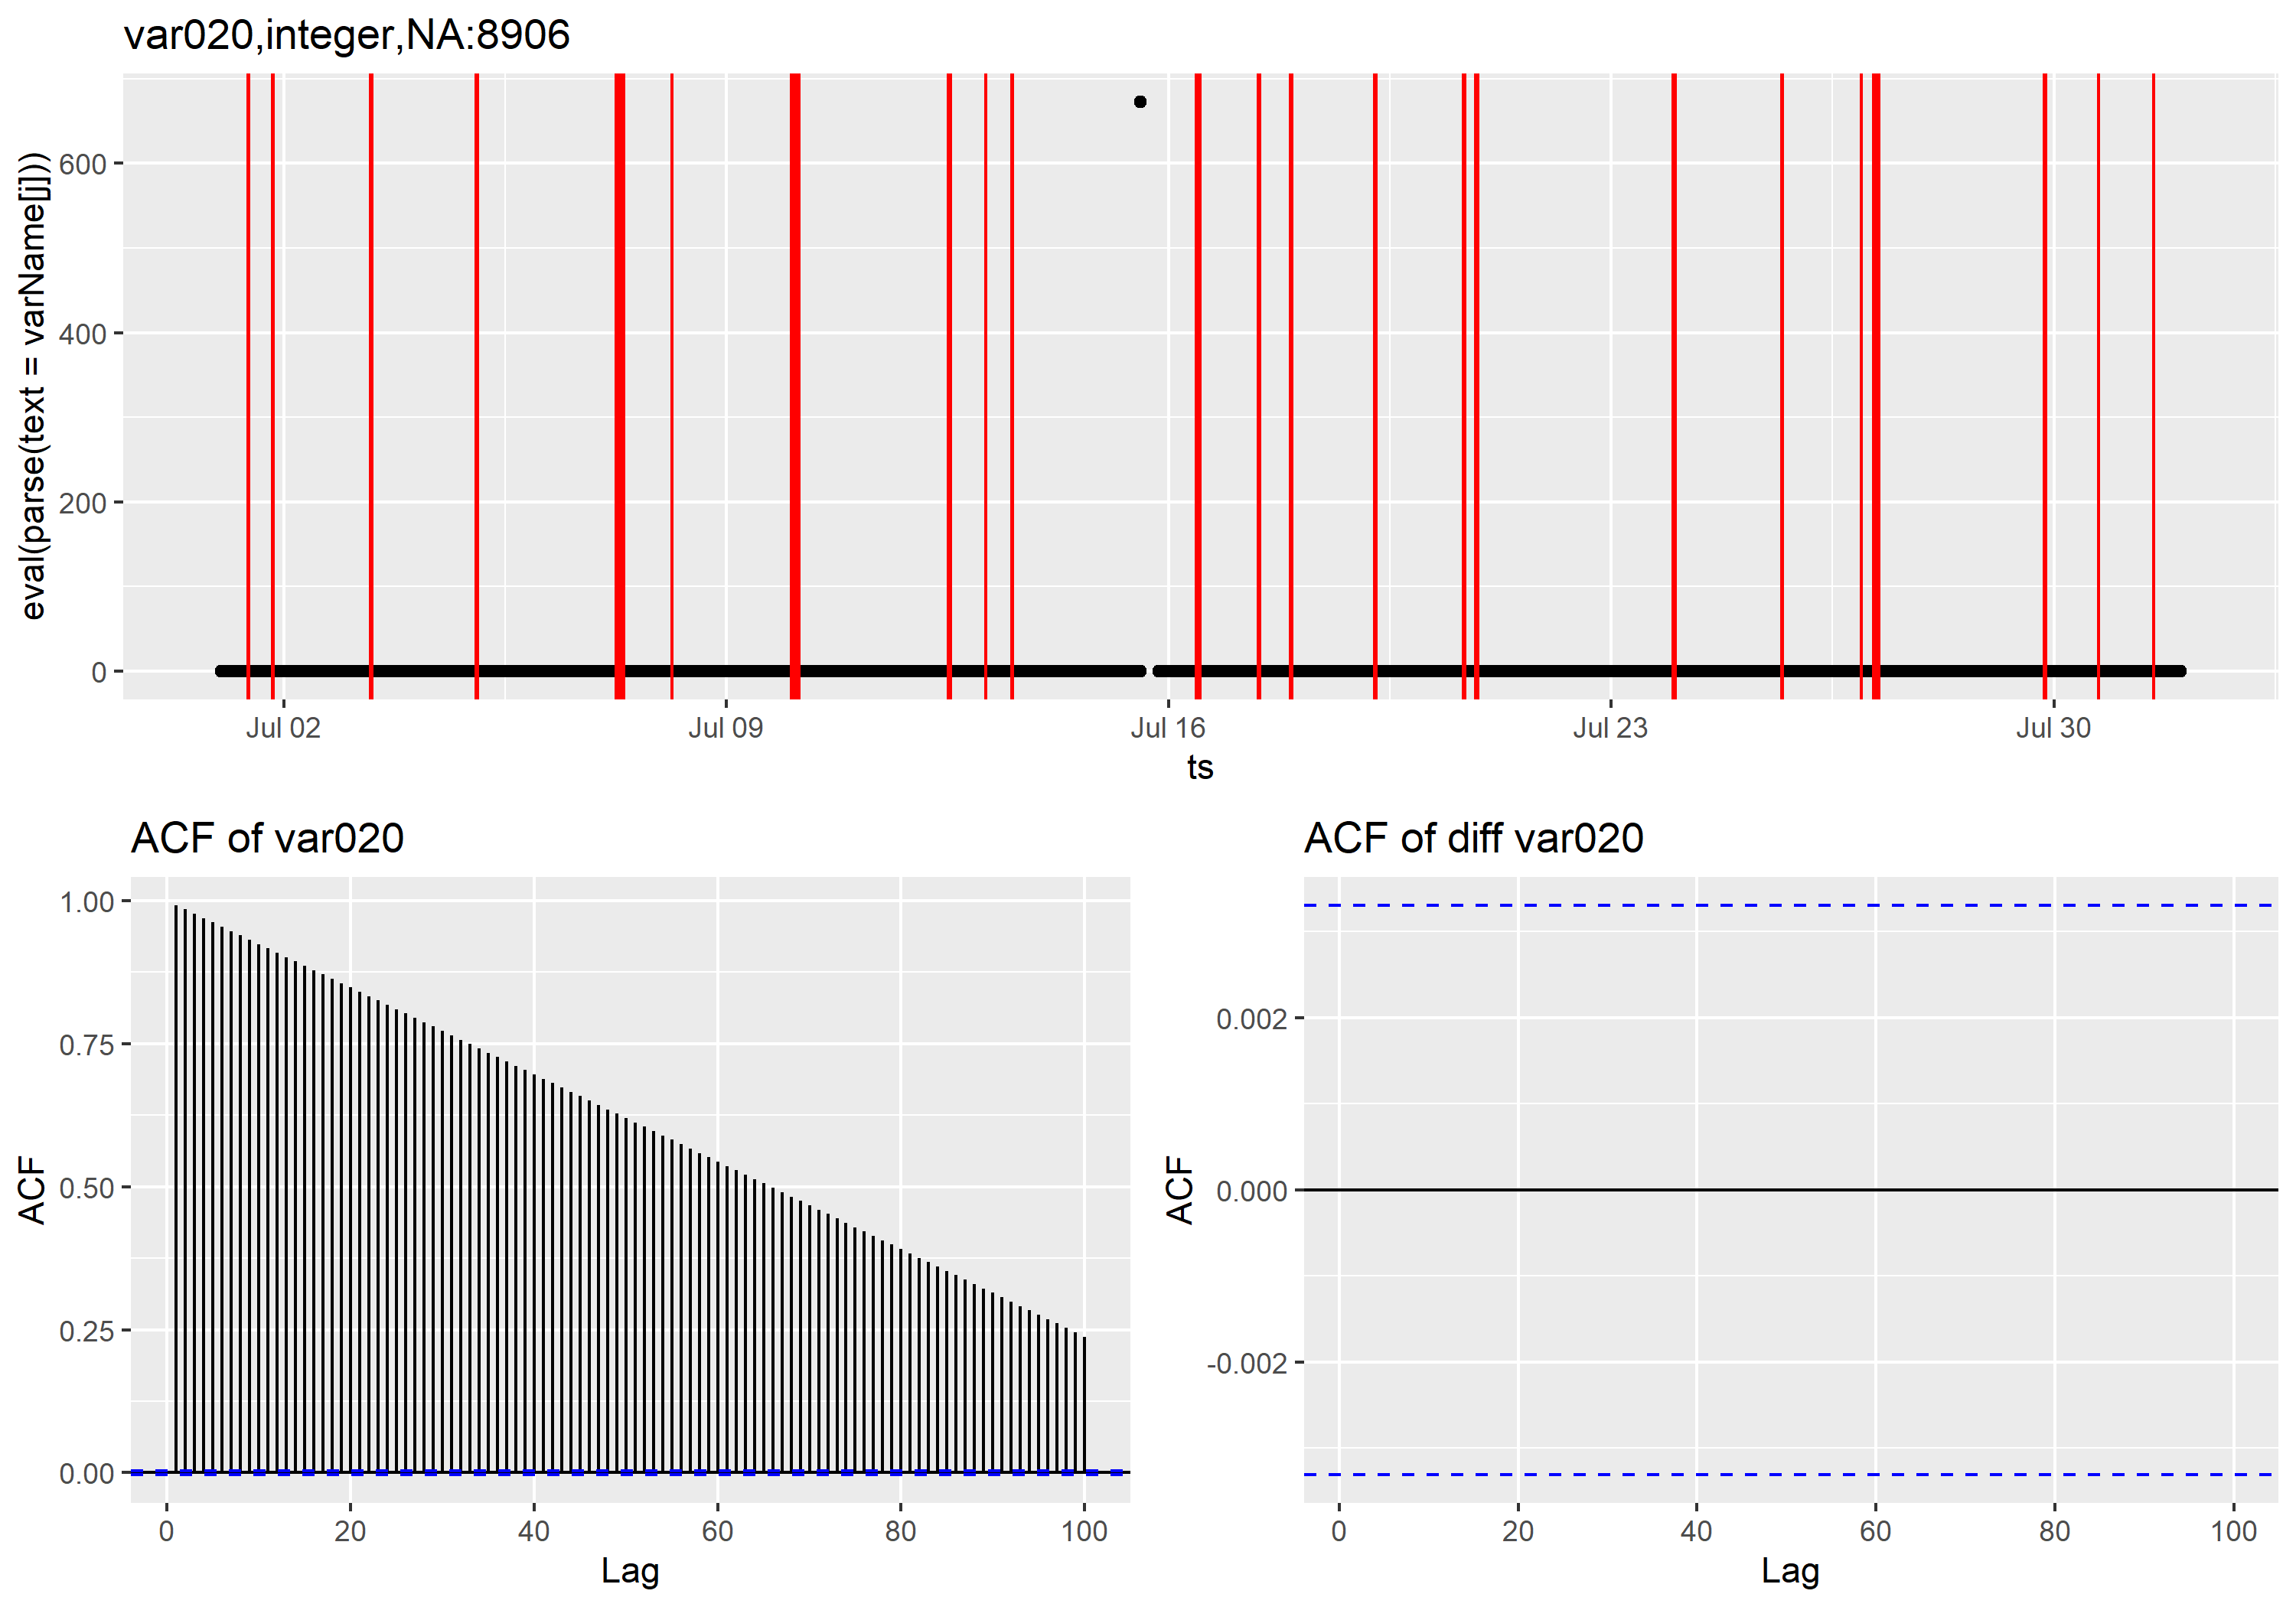 var020,integer,NA:8906
eval(parse(text = varName[j]))
600
400
200
0
Jul 02
Jul 09
Jul 16
Jul 23
Jul 30
ts
ACF of var020
ACF
1.00
0.75
0.50
0.25
0.00
0
20
40
60
80
100
Lag
ACF of diff var020
ACF
0.002
0.000
-0.002
0
20
40
60
80
100
Lag